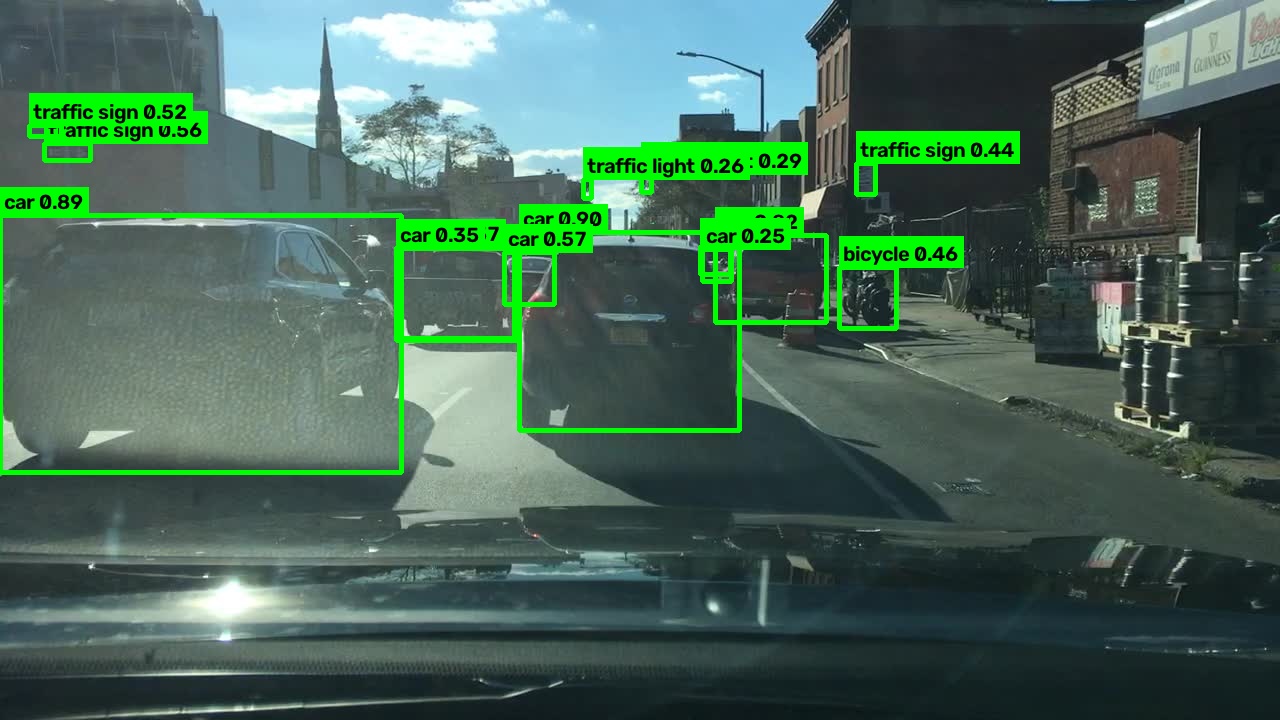 traffic sign 0.52
traffic sign 0.56
car 0.89
traffic light 0.26
: 0.29
traffic sign 0.44
car 0.90
car 0.35
car 0.57
car 0.25
bicycle 0.46
Corona
Extra
GUINNESS
LIGHT